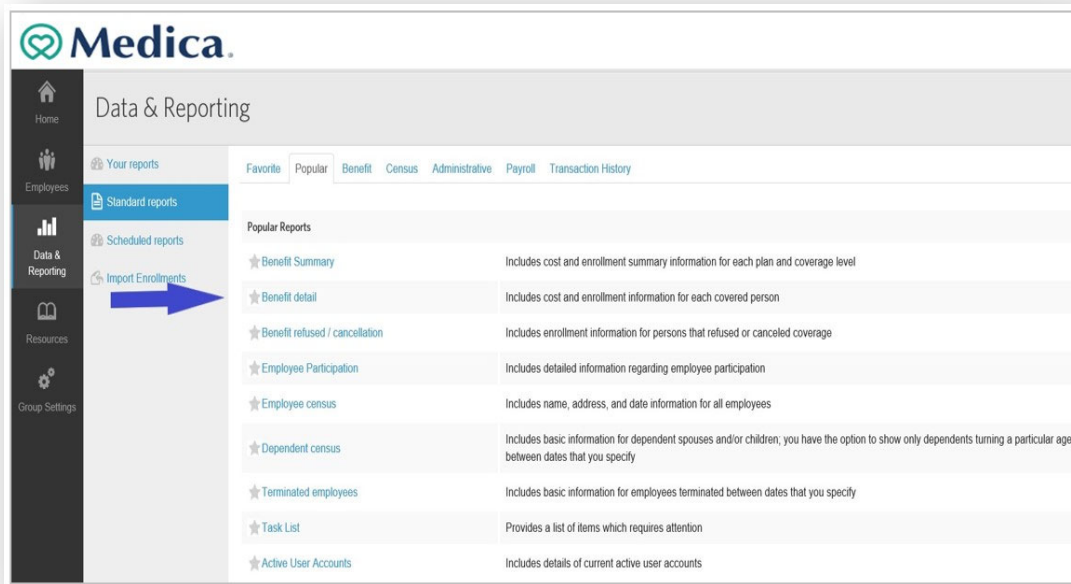 Medica.
Home
Employees
Data &
Reporting
Resources
Group Settings
Data & Reporting
Your reports
Standard reports
Scheduled reports
Import Enrollments
Favorite Popular Benefit Census Administrative Payroll Transaction History
Popular Reports
Benefit Summary Includes cost and enrollment summary information for each plan and coverage level
Benefit detail Includes cost and enrollment information for each covered person
Benefit refused / cancellation Includes enrollment information for persons that refused or canceled coverage
Employee Participation Includes detailed information regarding employee participation
Employee census Includes name, address, and date information for all employees
Dependent census Includes basic information for dependent spouses and/or children; you have the option to show only dependents turning a particular age
between dates that you specify
Terminated employees Includes basic information for employees terminated between dates that you specify
Task List Provides a list of items which requires attention
Active User Accounts Includes details of current active user accounts